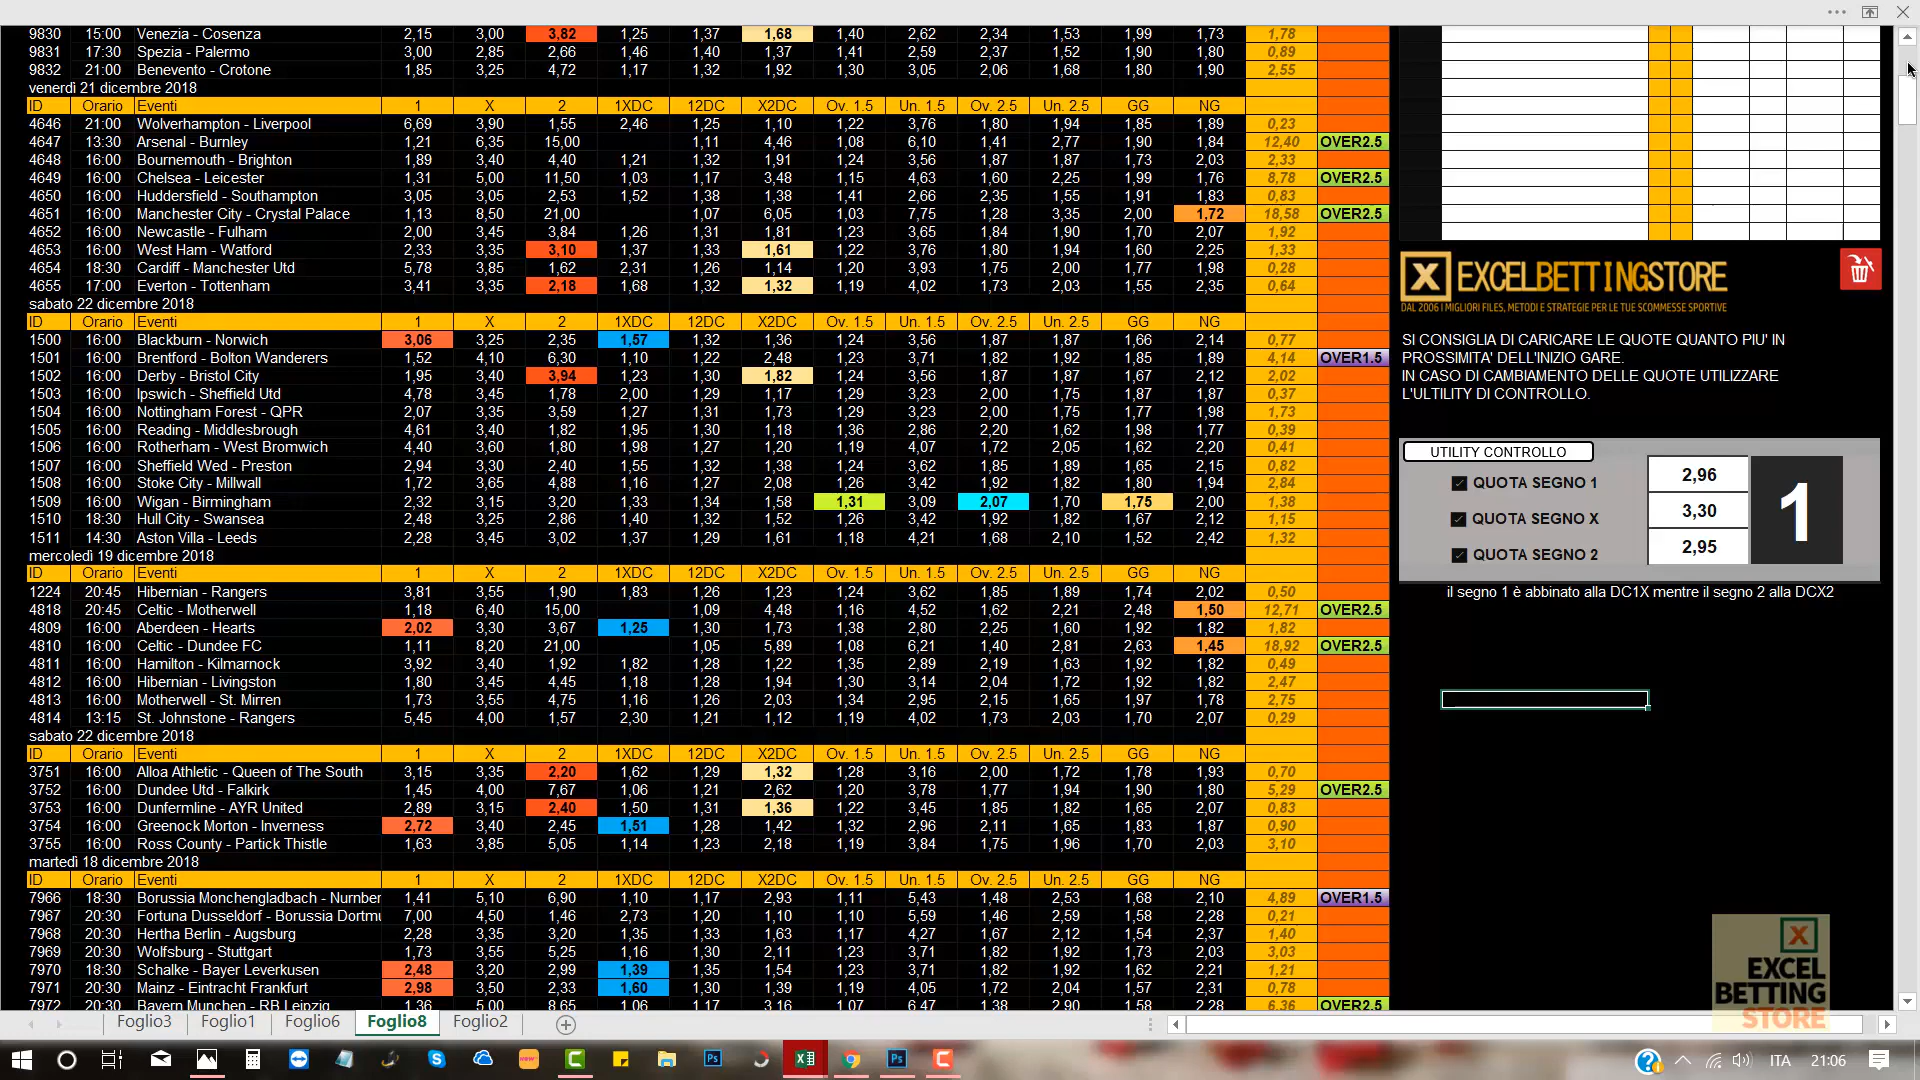 9830 15:00 Venezia - Cosenza 2,15 3,00 3,82 1,25 1,37 1,68 1,40 2,62 2,34 1,53 1,99 1,73 1,78
9831 17:30 Spezia - Palermo 3,00 2,85 2,66 1,46 1,40 1,37 1,41 2,59 2,37 1,52 1,90 1,80 0,89
9832 21:00 Benevento - Crotone 1,85 3,25 4,72 1,17 1,32 1,92 1,30 3,05 2,06 1,68 1,80 1,90 2,55
venerdì 21 dicembre 2018
ID Orario Eventi 1 X 2 1XDC 12DC X2DC Ov. 1.5 Un. 1.5 Ov. 2.5 Un. 2.5 GG NG
4646 21:00 Wolverhampton - Liverpool 6,69 3,90 1,55 2,46 1,25 1,10 1,22 3,76 1,80 1,94 1,85 1,89 0,23
4647 13:30 Arsenal - Burnley 1,21 6,35 15,00 1,11 4,46 1,08 6,10 1,41 2,77 1,90 1,84 12,40 OVER2.5
4648 16:00 Bournemouth - Brighton 1,89 3,40 4,40 1,21 1,32 1,91 1,24 3,56 1,87 1,87 1,73 2,03 2,33
4649 16:00 Chelsea - Leicester 1,31 5,00 11,50 1,03 1,17 3,48 1,15 4,63 1,60 2,25 1,99 1,76 8,78 OVER2.5
4650 16:00 Huddersfield - Southampton 3,05 3,05 2,53 1,52 1,38 1,38 1,41 2,66 2,35 1,55 1,91 1,83 0,83
4651 16:00 Manchester City - Crystal Palace 1,13 8,50 21,00 1,07 6,05 1,03 7,75 1,28 3,35 2,00 1,72 18,58 OVER2.5
4652 16:00 Newcastle - Fulham 2,00 3,45 3,84 1,26 1,31 1,81 1,23 3,65 1,84 1,90 1,70 2,07 1,92
4653 16:00 West Ham - Watford 2,33 3,35 3,10 1,37 1,33 1,61 1,22 3,76 1,80 1,94 1,60 2,25 1,33
4654 18:30 Cardiff - Manchester Utd 5,78 3,85 1,62 2,31 1,26 1,14 1,20 3,93 1,75 2,00 1,77 1,98 0,28
4655 17:00 Everton - Tottenham 3,41 3,35 2,18 1,68 1,32 1,32 1,19 4,02 1,73 2,03 1,55 2,35 0,64
sabato 22 dicembre 2018
ID Orario Eventi 1 X 2 1XDC 12DC X2DC Ov. 1.5 Un. 1.5 Ov. 2.5 Un. 2.5 GG NG
1500 16:00 Blackburn - Norwich 3,06 3,25 2,35 1,57 1,32 1,36 1,24 3,56 1,87 1,87 1,66 2,14 0,77
1501 16:00 Brentford - Bolton Wanderers 1,52 4,10 6,30 1,10 1,22 2,48 1,23 3,71 1,82 1,92 1,85 1,89 4,14 OVER1.5
1502 16:00 Derby - Bristol City 1,95 3,40 3,94 1,23 1,30 1,82 1,24 3,56 1,87 1,87 1,67 2,12 2,02
1503 16:00 Ipswich - Sheffield Utd 4,78 3,45 1,78 2,00 1,29 1,17 1,29 3,23 2,00 1,75 1,87 1,87 0,37
1504 16:00 Nottingham Forest - QPR 2,07 3,35 3,59 1,27 1,31 1,73 1,29 3,23 2,00 1,75 1,77 1,98 1,73
1505 16:00 Reading - Middlesbrough 4,61 3,40 1,82 1,95 1,30 1,18 1,36 2,86 2,20 1,62 1,98 1,77 0,39
1506 16:00 Rotherham - West Bromwich 4,40 3,60 1,80 1,98 1,27 1,20 1,19 4,07 1,72 2,05 1,62 2,20 0,41
1507 16:00 Sheffield Wed - Preston 2,94 3,30 2,40 1,55 1,32 1,38 1,24 3,62 1,85 1,89 1,65 2,15 0,82
1508 16:00 Stoke City - Millwall 1,72 3,65 4,88 1,16 1,27 2,08 1,26 3,42 1,92 1,82 1,80 1,94 2,84
1509 16:00 Wigan - Birmingham 2,32 3,15 3,20 1,33 1,34 1,58 1,31 3,09 2,07 1,70 1,75 2,00 1,38
1510 18:30 Hull City - Swansea 2,48 3,25 2,86 1,40 1,32 1,52 1,26 3,42 1,92 1,82 1,67 2,12 1,15
1511 14:30 Aston Villa - Leeds 2,28 3,45 3,02 1,37 1,29 1,61 1,18 4,21 1,68 2,10 1,52 2,42 1,32
mercoledì 19 dicembre 2018
ID Orario Eventi 1 X 2 1XDC 12DC X2DC Ov. 1.5 Un. 1.5 Ov. 2.5 Un. 2.5 GG NG
1224 20:45 Hibernian - Rangers 3,81 3,55 1,90 1,83 1,26 1,23 1,24 3,62 1,85 1,89 1,74 2,02 0,50
4818 20:45 Celtic - Motherwell 1,18 6,40 15,00 1,09 4,48 1,16 4,52 1,62 2,21 2,48 1,50 12,71 OVER2.5
4809 16:00 Aberdeen - Hearts 2,02 3,30 3,67 1,25 1,30 1,73 1,38 2,80 2,25 1,60 1,92 1,82 1,82
4810 16:00 Celtic - Dundee FC 1,11 8,20 21,00 1,05 5,89 1,08 6,21 1,40 2,81 2,63 1,45 18,92 OVER2.5
4811 16:00 Hamilton - Kilmarnock 3,92 3,40 1,92 1,82 1,28 1,22 1,35 2,89 2,19 1,63 1,92 1,82 0,49
4812 16:00 Hibernian - Livingston 1,80 3,45 4,45 1,18 1,28 1,94 1,30 3,14 2,04 1,72 1,92 1,82 2,47
4813 16:00 Motherwell - St. Mirren 1,73 3,55 4,75 1,16 1,26 2,03 1,34 2,95 2,15 1,65 1,97 1,78 2,75
4814 13:15 St. Johnstone - Rangers 5,45 4,00 1,57 2,30 1,21 1,12 1,19 4,02 1,73 2,03 1,70 2,07 0,29
sabato 22 dicembre 2018
ID Orario Eventi 1 X 2 1XDC 12DC X2DC Ov. 1.5 Un. 1.5 Ov. 2.5 Un. 2.5 GG NG
3751 16:00 Alloa Athletic - Queen of The South 3,15 3,35 2,20 1,62 1,29 1,32 1,28 3,16 2,00 1,72 1,78 1,93 0,70
3752 16:00 Dundee Utd - Falkirk 1,45 4,00 7,67 1,06 1,21 2,62 1,20 3,78 1,77 1,94 1,90 1,80 5,29 OVER2.5
3753 16:00 Dunfermline - AYR United 2,89 3,15 2,40 1,50 1,31 1,36 1,22 3,45 1,85 1,82 1,65 2,07 0,83
3754 16:00 Greenock Morton - Inverness 2,72 3,40 2,45 1,51 1,28 1,42 1,32 2,96 2,11 1,65 1,83 1,87 0,90
3755 16:00 Ross County - Partick Thistle 1,63 3,85 5,05 1,14 1,23 2,18 1,19 3,84 1,75 1,96 1,70 2,03 3,10
martedì 18 dicembre 2018
ID Orario Eventi 1 X 2 1XDC 12DC X2DC Ov. 1.5 Un. 1.5 Ov. 2.5 Un. 2.5 GG NG
7966 18:30 Borussia Monchengladbach - Nurnber 1,41 5,10 6,90 1,10 1,17 2,93 1,11 5,43 1,48 2,53 1,68 2,10 4,89 OVER1.5
7967 20:30 Fortuna Dusseldorf - Borussia Dortmu 7,00 4,50 1,46 2,73 1,20 1,10 1,10 5,59 1,46 2,59 1,58 2,28 0,21
7968 20:30 Hertha Berlin - Augsburg 2,28 3,35 3,20 1,35 1,33 1,63 1,17 4,27 1,67 2,12 1,54 2,37 1,40
7969 20:30 Wolfsburg - Stuttgart 1,73 3,55 5,25 1,16 1,30 2,11 1,23 3,71 1,82 1,92 1,73 2,03 3,03
7970 18:30 Schalke - Bayer Leverkusen 2,48 3,20 2,99 1,39 1,35 1,54 1,23 3,71 1,82 1,92 1,62 2,21 1,21
7971 20:30 Mainz - Eintracht Frankfurt 2,98 3,50 2,33 1,60 1,30 1,39 1,19 4,05 1,72 2,04 1,57 2,31 0,78
7972 20:30 Bayern Munchen - RB Leipzig 1,36 5,00 8,65 1,06 1,17 3,16 1,07 6,47 1,38 2,90 1,58 2,28 6,36 OVER2.5
X EXCELBETTINGSTORE
DAL 2006 I MIGLIORI FILES, METODI E STRATEGIE PER LE TUE SCOMMESSE SPORTIVE
SI CONSIGLIA DI CARICARE LE QUOTE QUANTO PIU' IN
PROSSIMITA' DELL'INIZIO GARE.
IN CASO DI CAMBIAMENTO DELLE QUOTE UTILIZZARE
L'ULTILITY DI CONTROLLO.
UTILITY CONTROLLO
QUOTA SEGNO 1 2,96
QUOTA SEGNO X 3,30
QUOTA SEGNO 2 2,95
1
il segno 1 è abbinato alla DC1X mentre il segno 2 alla DCX2
X
EXCEL
BETTING
STORE
Foglio3 Foglio1 Foglio6 Foglio8 Foglio2
ITA 21:06